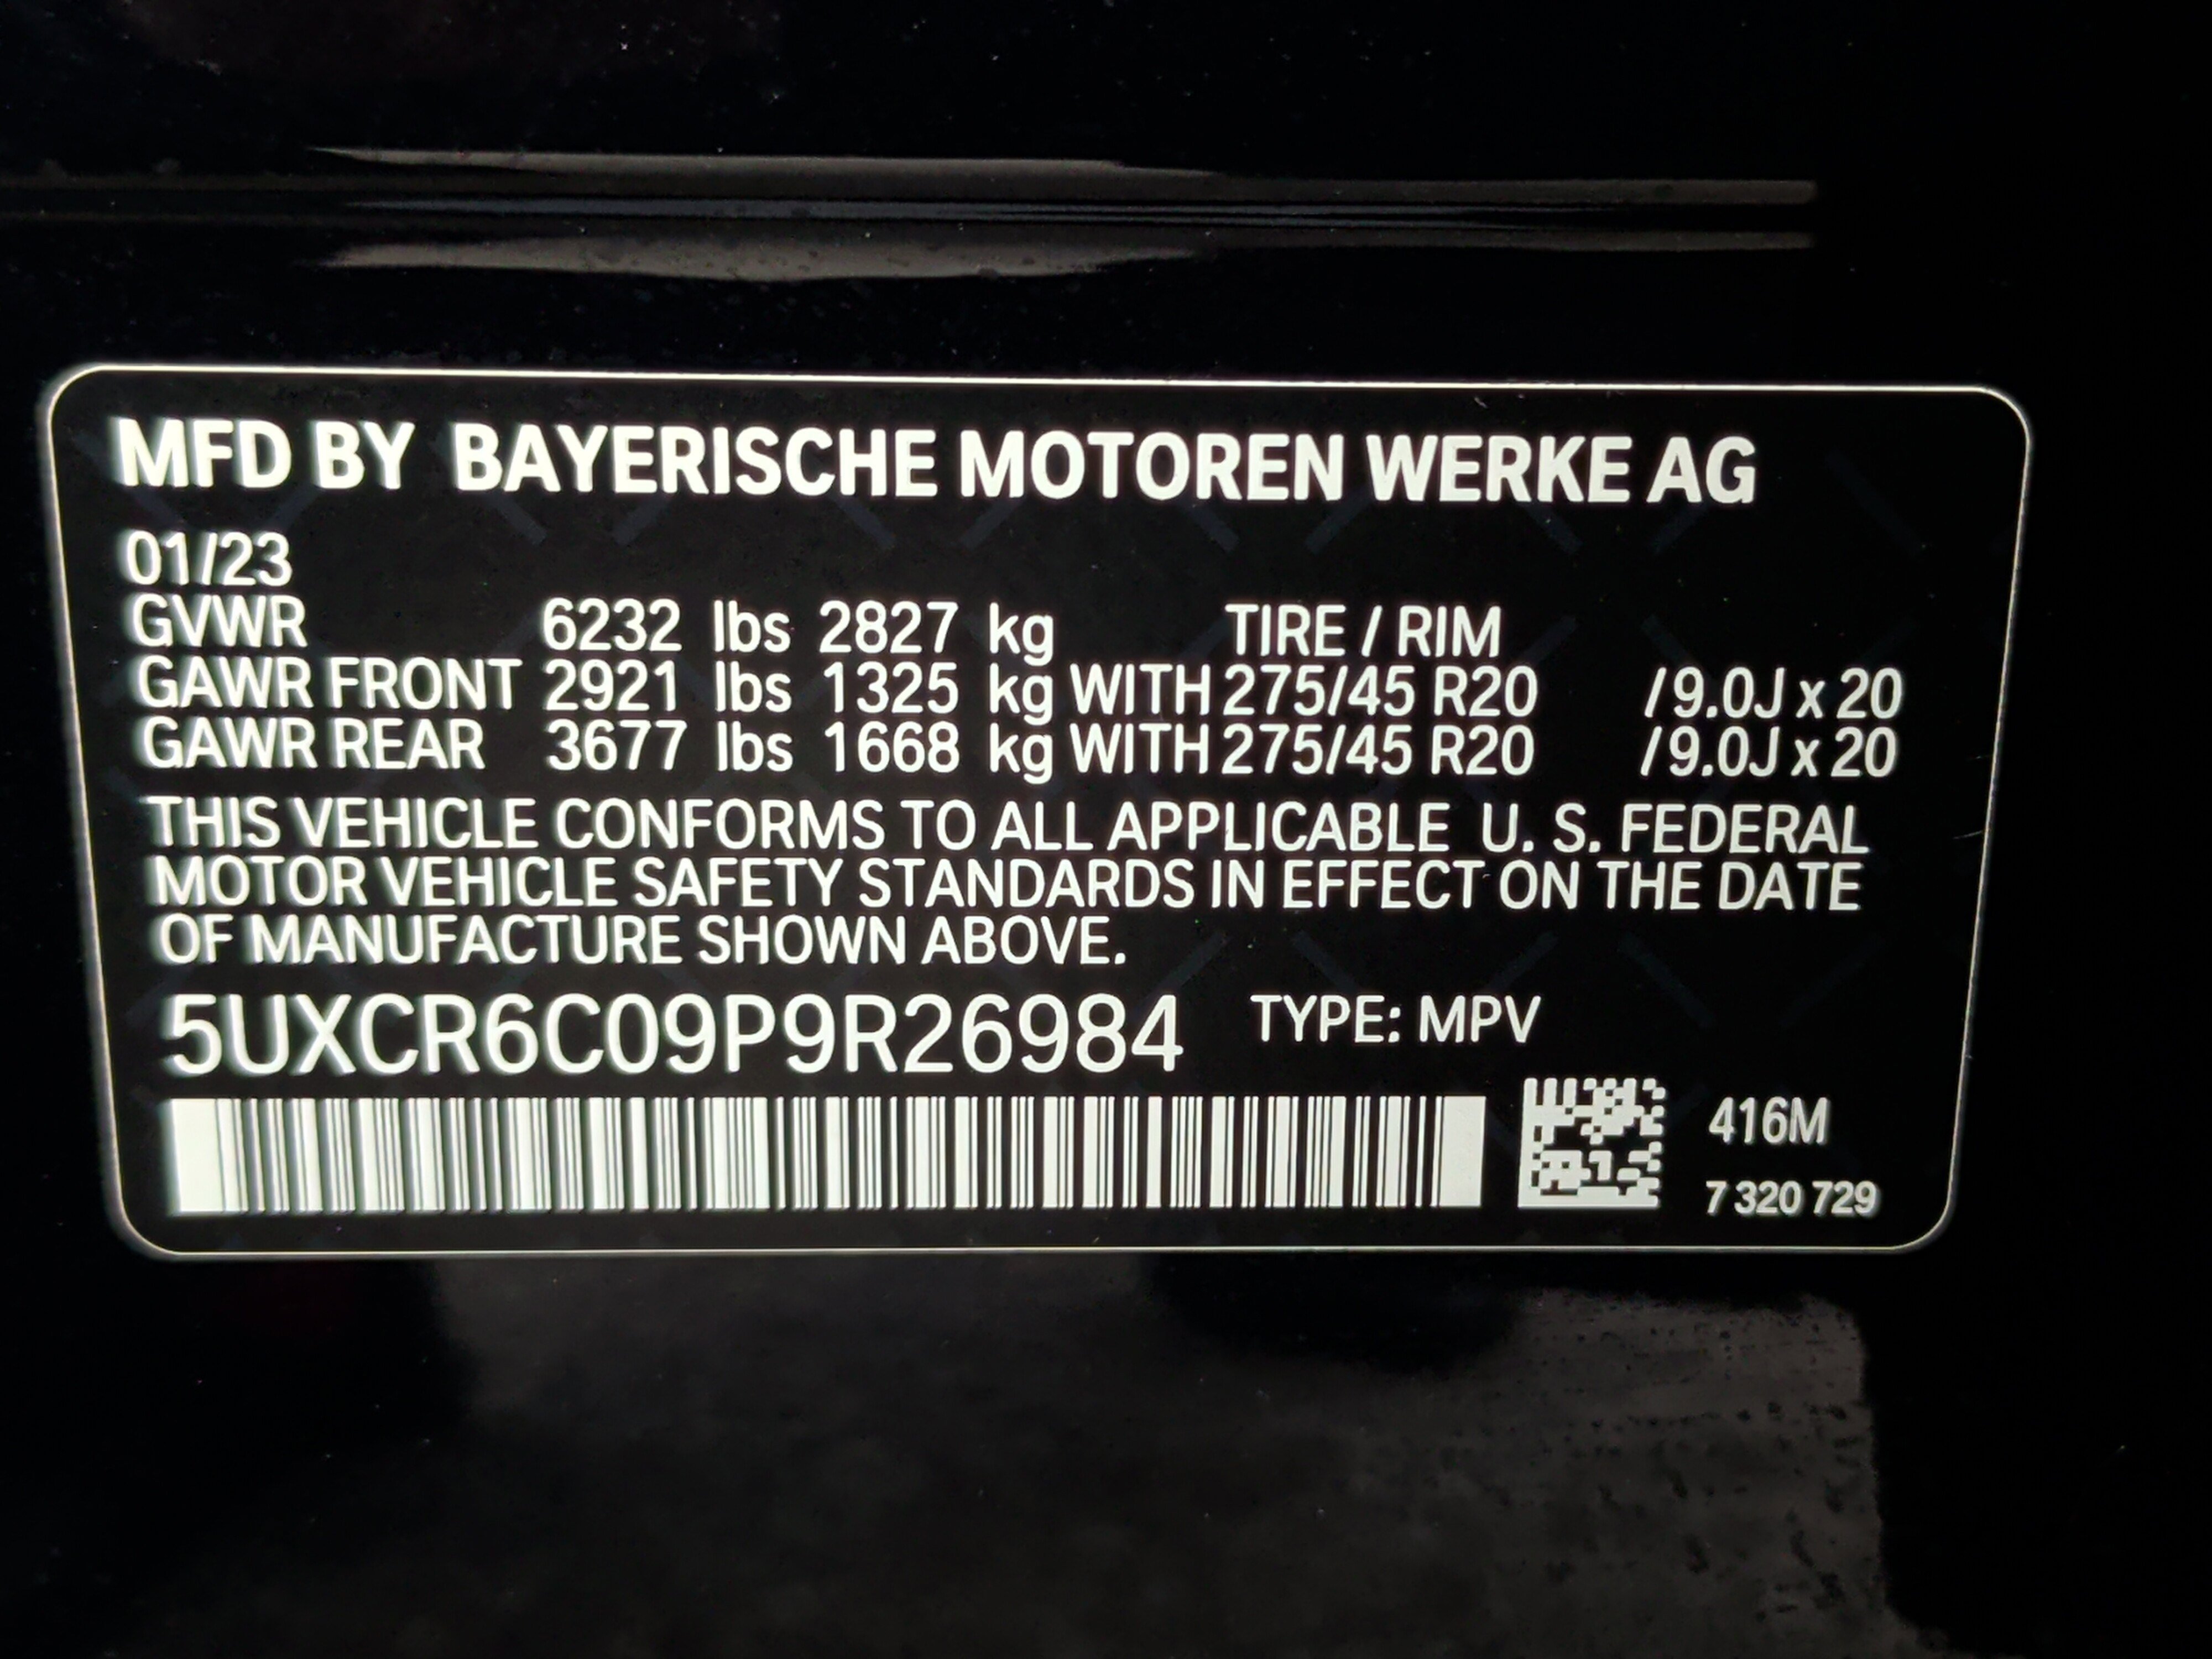 MFD BY BAYERISCHE MOTOREN WERKE AG
01/23
GVWR 6232 lbs 2827 kg TIRE / RIM
GAWR FRONT 2921 lbs 1325 kg WITH 275/45 R20 / 9.0J x 20
GAWR REAR 3677 lbs 1668 kg WITH 275/45 R20 / 9.0J x 20
THIS VEHICLE CONFORMS TO ALL APPLICABLE U. S. FEDERAL
MOTOR VEHICLE SAFETY STANDARDS IN EFFECT ON THE DATE
OF MANUFACTURE SHOWN ABOVE.
5UXCR6C09P9R26984 TYPE: MPV
416M
7 320 729